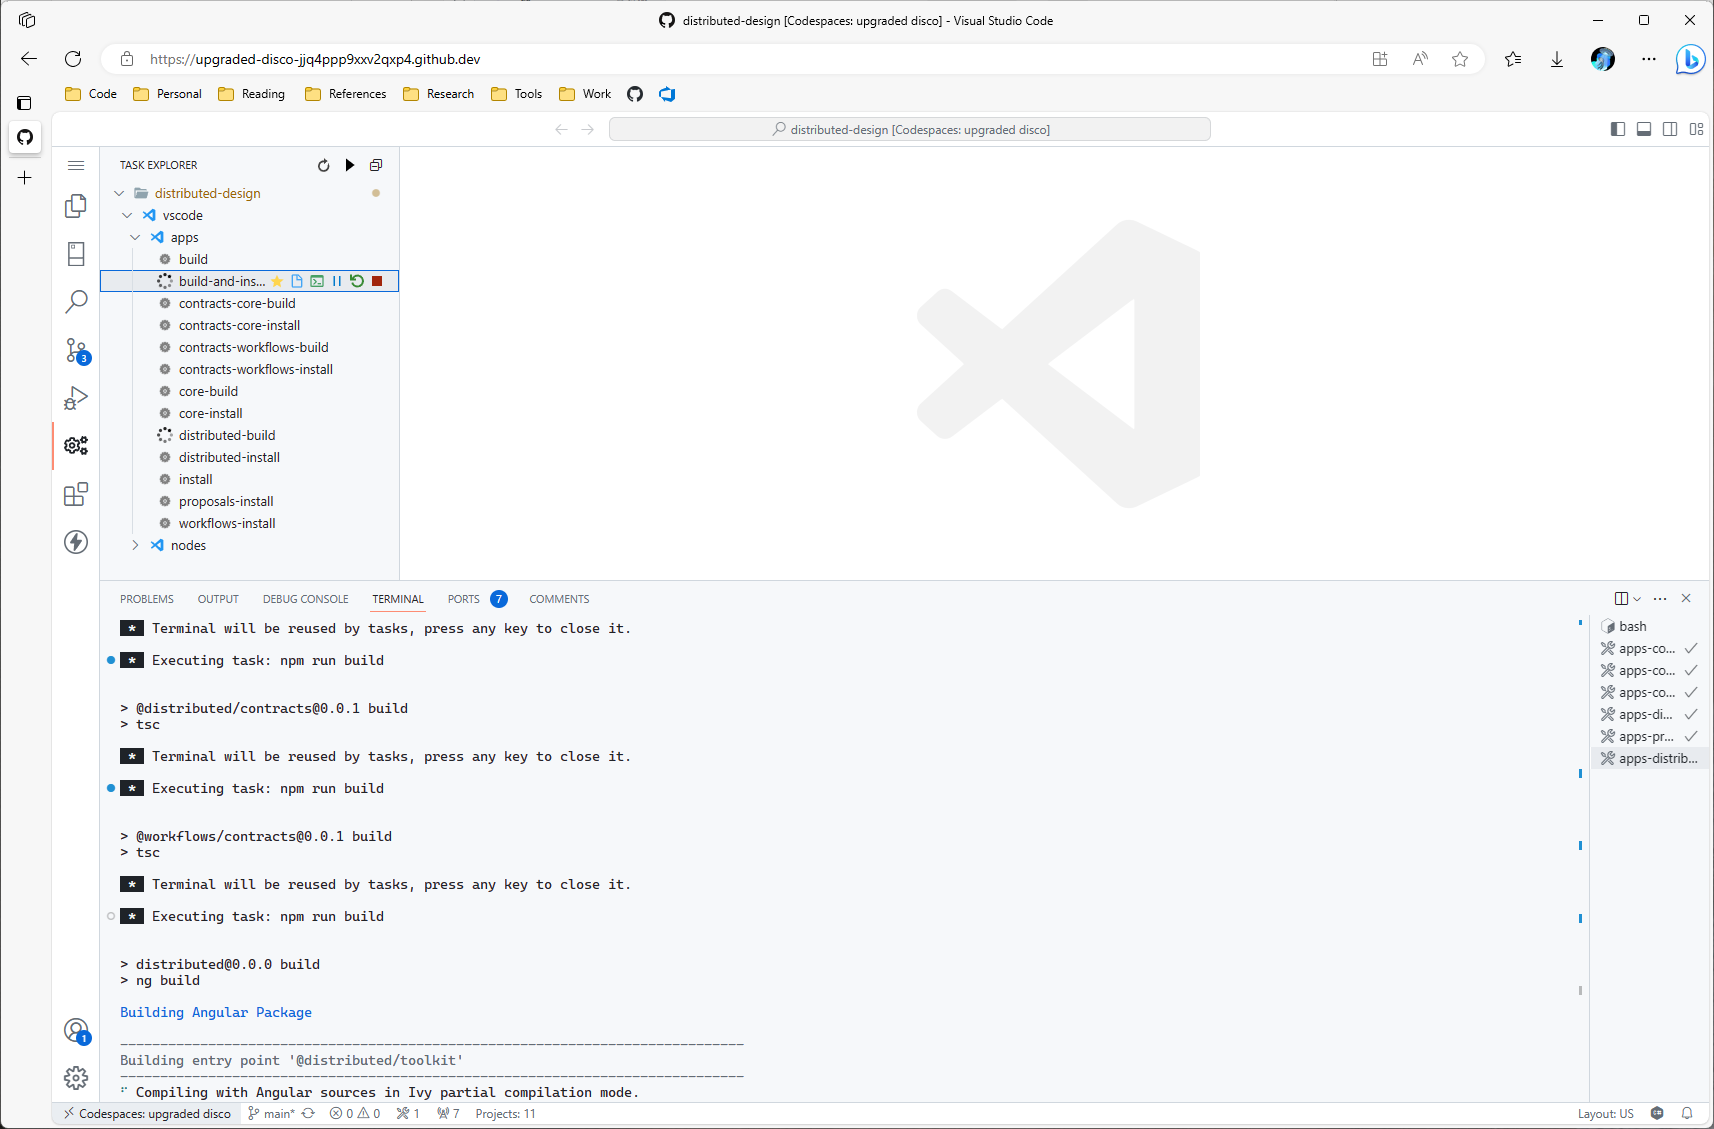 distributed-design [Codespaces: upgraded disco] - Visual Studio Code
https://upgraded-disco-jjq4ppp9xxv2qxp4.github.dev
Code Personal Reading References Research Tools Work
distributed-design [Codespaces: upgraded disco]
TASK EXPLORER
distributed-design
vscode
apps
build
build-and-ins...
contracts-core-build
contracts-core-install
contracts-workflows-build
contracts-workflows-install
core-build
core-install
distributed-build
distributed-install
install
proposals-install
workflows-install
nodes
3
1
PROBLEMS OUTPUT DEBUG CONSOLE TERMINAL PORTS 7 COMMENTS
* Terminal will be reused by tasks, press any key to close it.
* Executing task: npm run build
> @distributed/contracts@0.0.1 build
> tsc
* Terminal will be reused by tasks, press any key to close it.
* Executing task: npm run build
> @workflows/contracts@0.0.1 build
> tsc
* Terminal will be reused by tasks, press any key to close it.
* Executing task: npm run build
> distributed@0.0.0 build
> ng build
Building Angular Package
------------------------------------------------------------------------------
Building entry point '@distributed/toolkit'
------------------------------------------------------------------------------
Compiling with Angular sources in Ivy partial compilation mode.
bash
apps-co...
apps-co...
apps-co...
apps-di...
apps-pr...
apps-distrib...
Codespaces: upgraded disco main* 0 0 1 7 Projects: 11 Layout: US